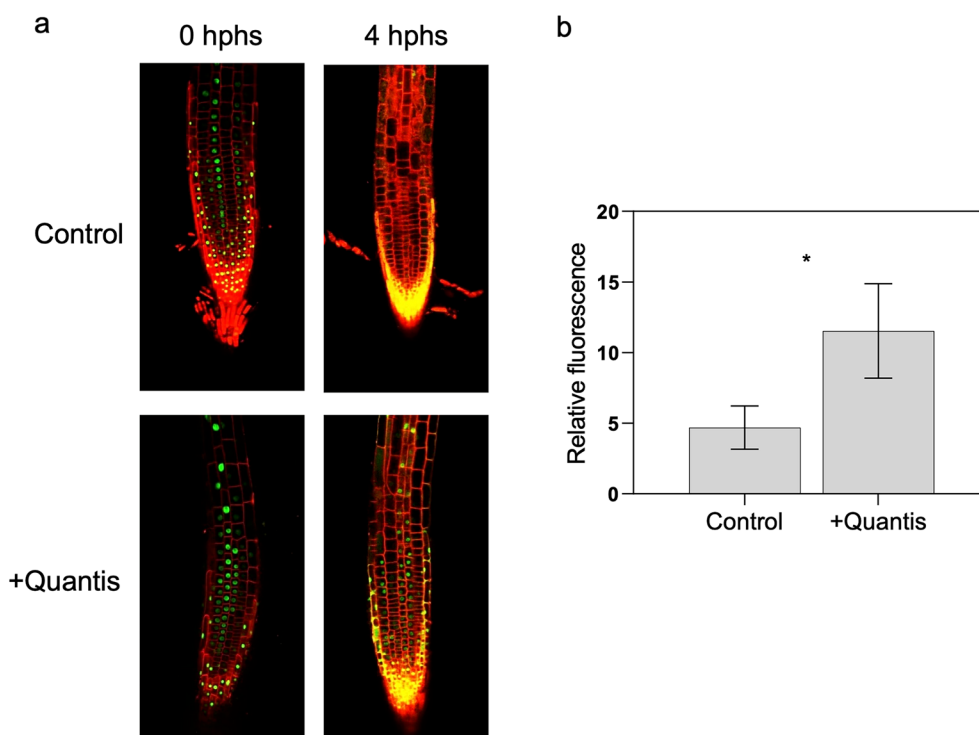 a
0 hphs
4 hphs
Control
+Quantis
b
Relative fluorescence
20
15
10
5
0
*
Control
+Quantis